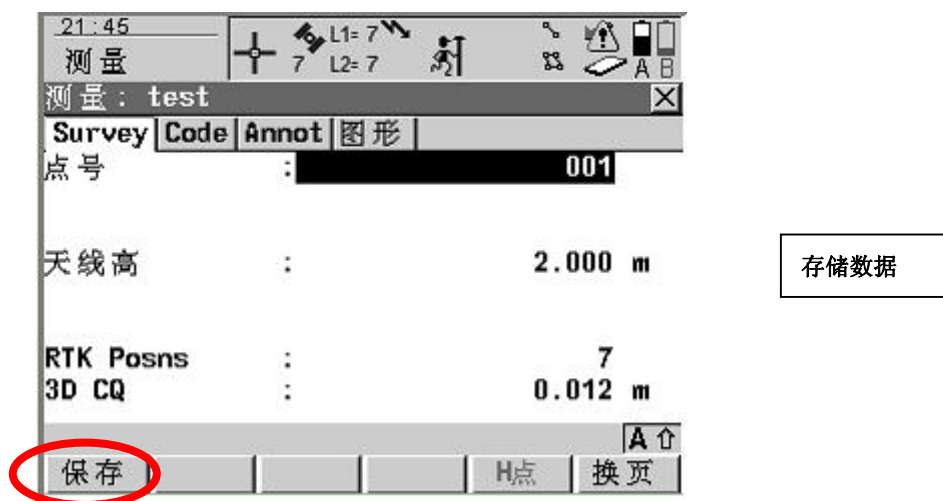 21:45
测量
7 L1= 7
L2= 7
A B
测量: test
Survey Code Annot 图形
点号 : 001
天线高 : 2.000 m
存储数据
RTK Posns : 7
3D CQ : 0.012 m
A
保存 H点 换页